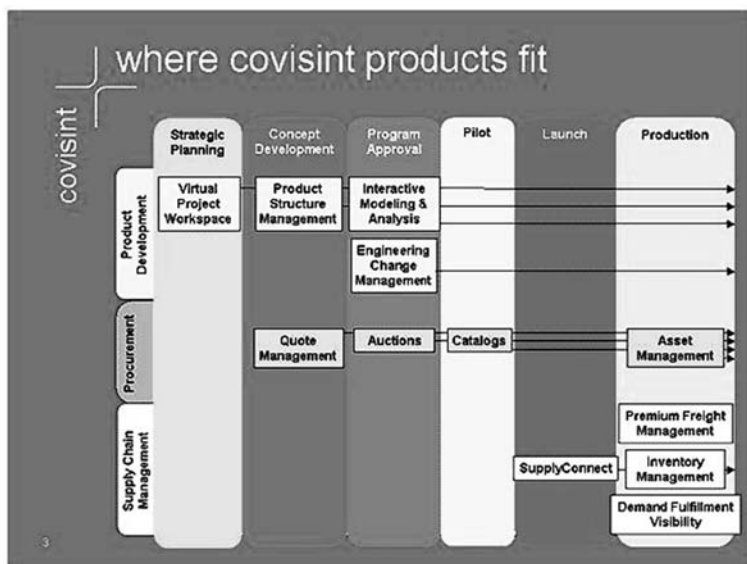 where covisint products fit
covisint
Strategic
Planning
Concept
Development
Program
Approval
Pilot
Launch
Production
Product
Development
Virtual
Project
Workspace
Product
Structure
Management
Interactive
Modeling &
Analysis
Engineering
Change
Management
Procurement
Quote
Management
Auctions
Catalogs
Asset
Management
Supply Chain
Management
Premium Freight
Management
SupplyConnect
Inventory
Management
Demand Fulfillment
Visibility
3